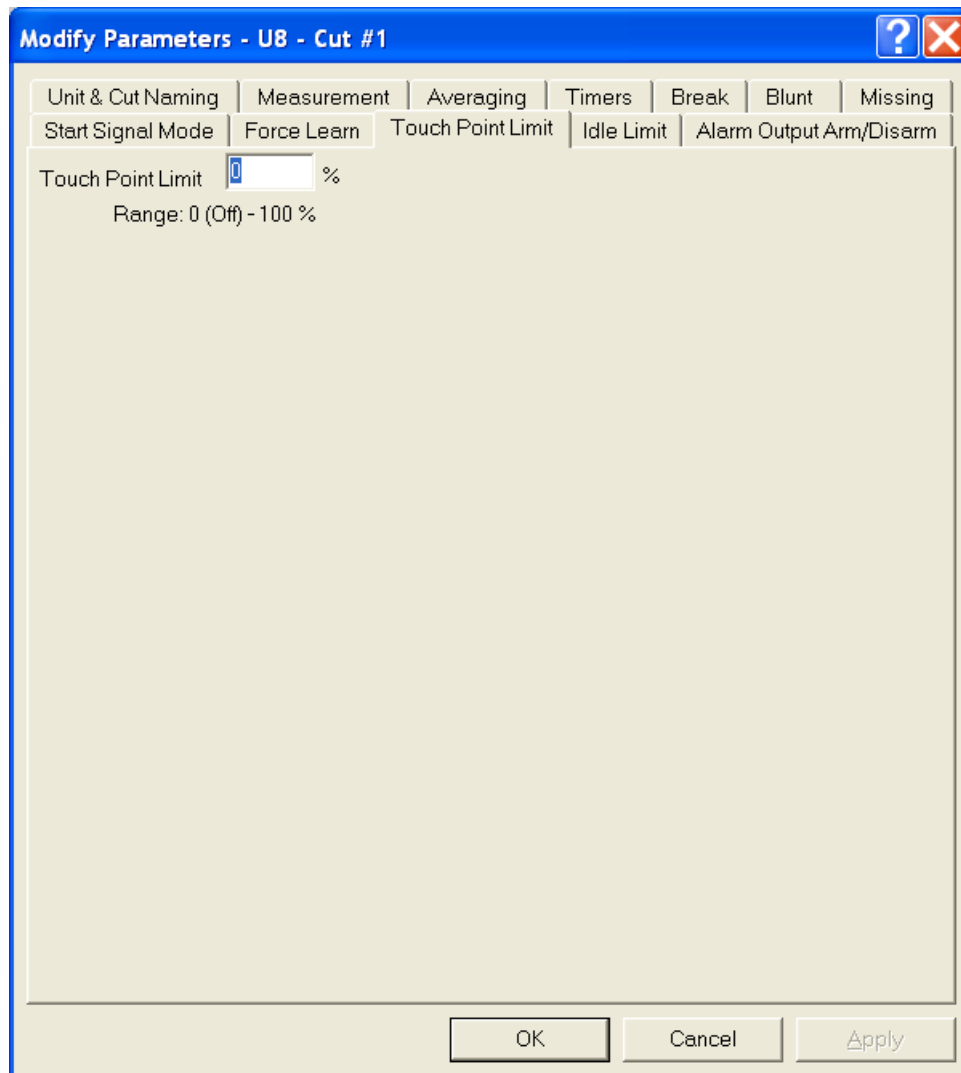 Modify Parameters - U8 - Cut #1
Unit & Cut Naming Measurement Averaging Timers Break Blunt Missing
Start Signal Mode Force Learn Touch Point Limit Idle Limit Alarm Output Arm/Disarm
Touch Point Limit 0 %
Range: 0 (Off) - 100 %
OK Cancel Apply